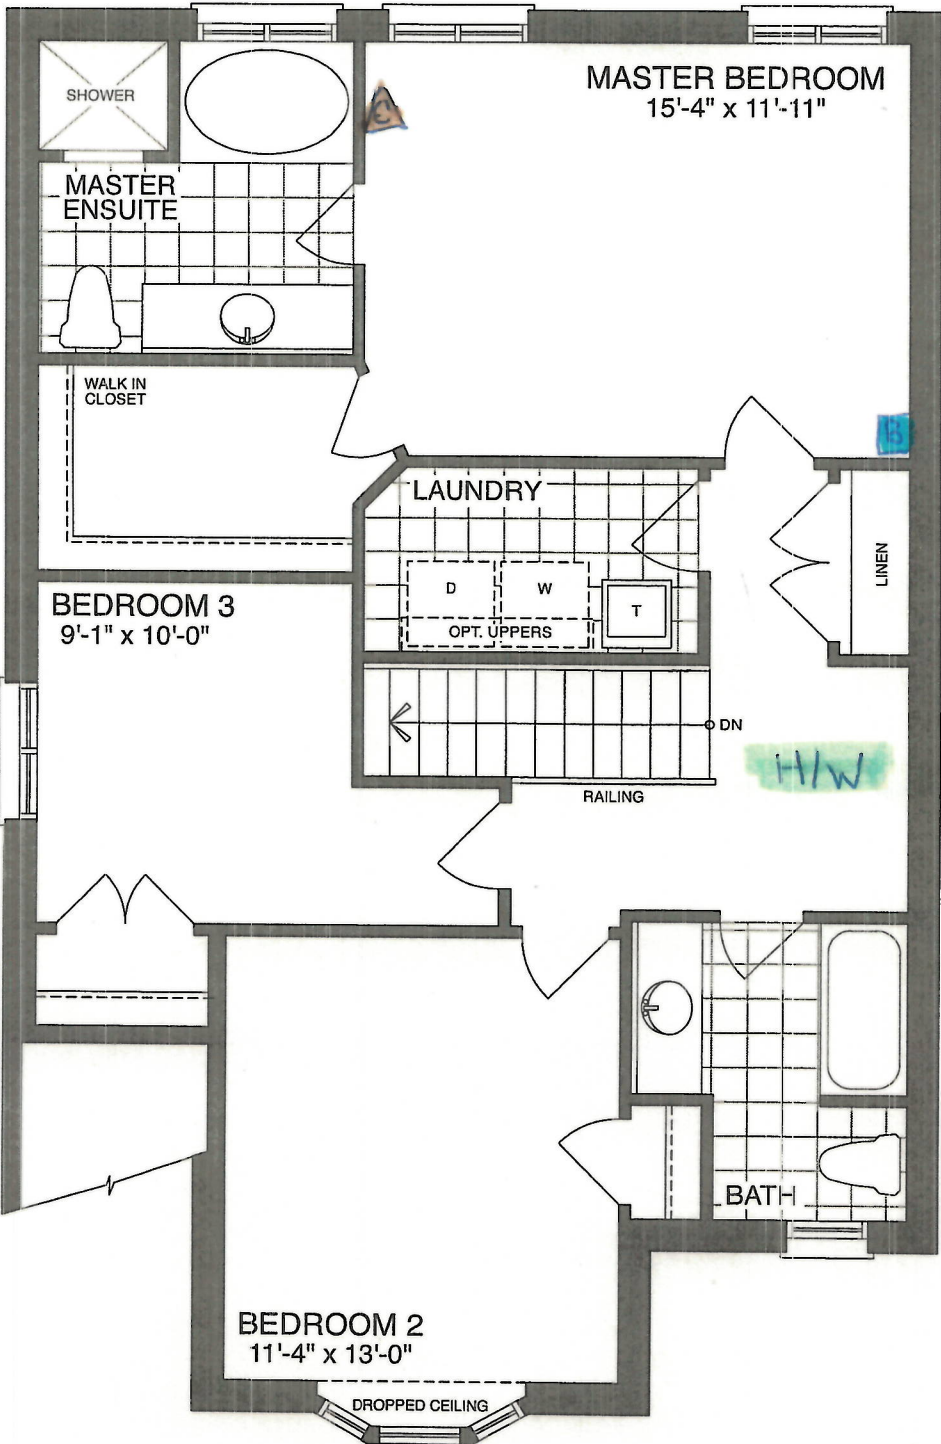 SHOWER
C
MASTER BEDROOM
15'-4" x 11'-11"
MASTER
ENSUITE
WALK IN
CLOSET
B
LAUNDRY
LINEN
D
W
T
OPT. UPPERS
BEDROOM 3
9'-1" x 10'-0"
DN
H/W
RAILING
BATH
BEDROOM 2
11'-4" x 13'-0"
DROPPED CEILING